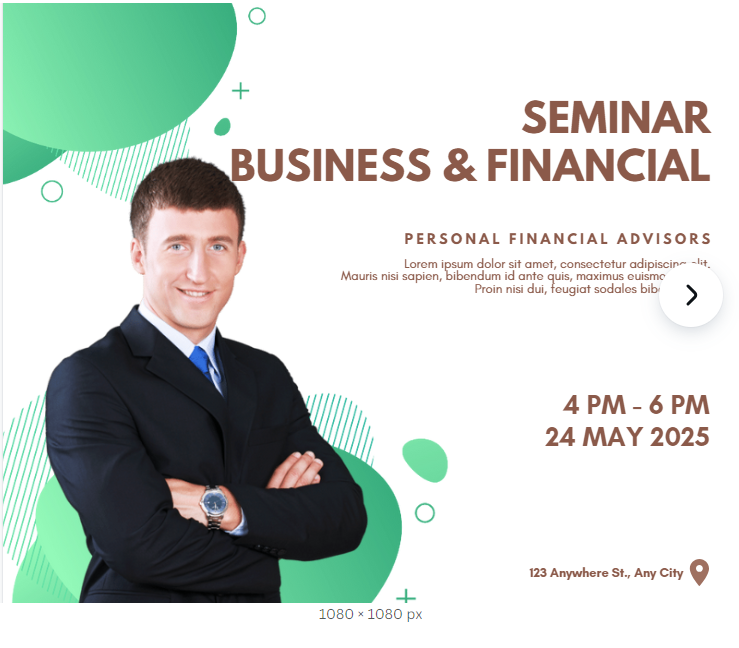 SEMINAR
BUSINESS & FINANCIAL
PERSONAL FINANCIAL ADVISORS
Lorem ipsum dolor sit amet, consectetur adipiscing elit.
Mauris nisi sapien, bibendum id ante quis, maximus
Proin nisi dui, feugiat sodales
4 PM - 6 PM
24 MAY 2025
123 Anywhere St., Any City
1080 × 1080 px